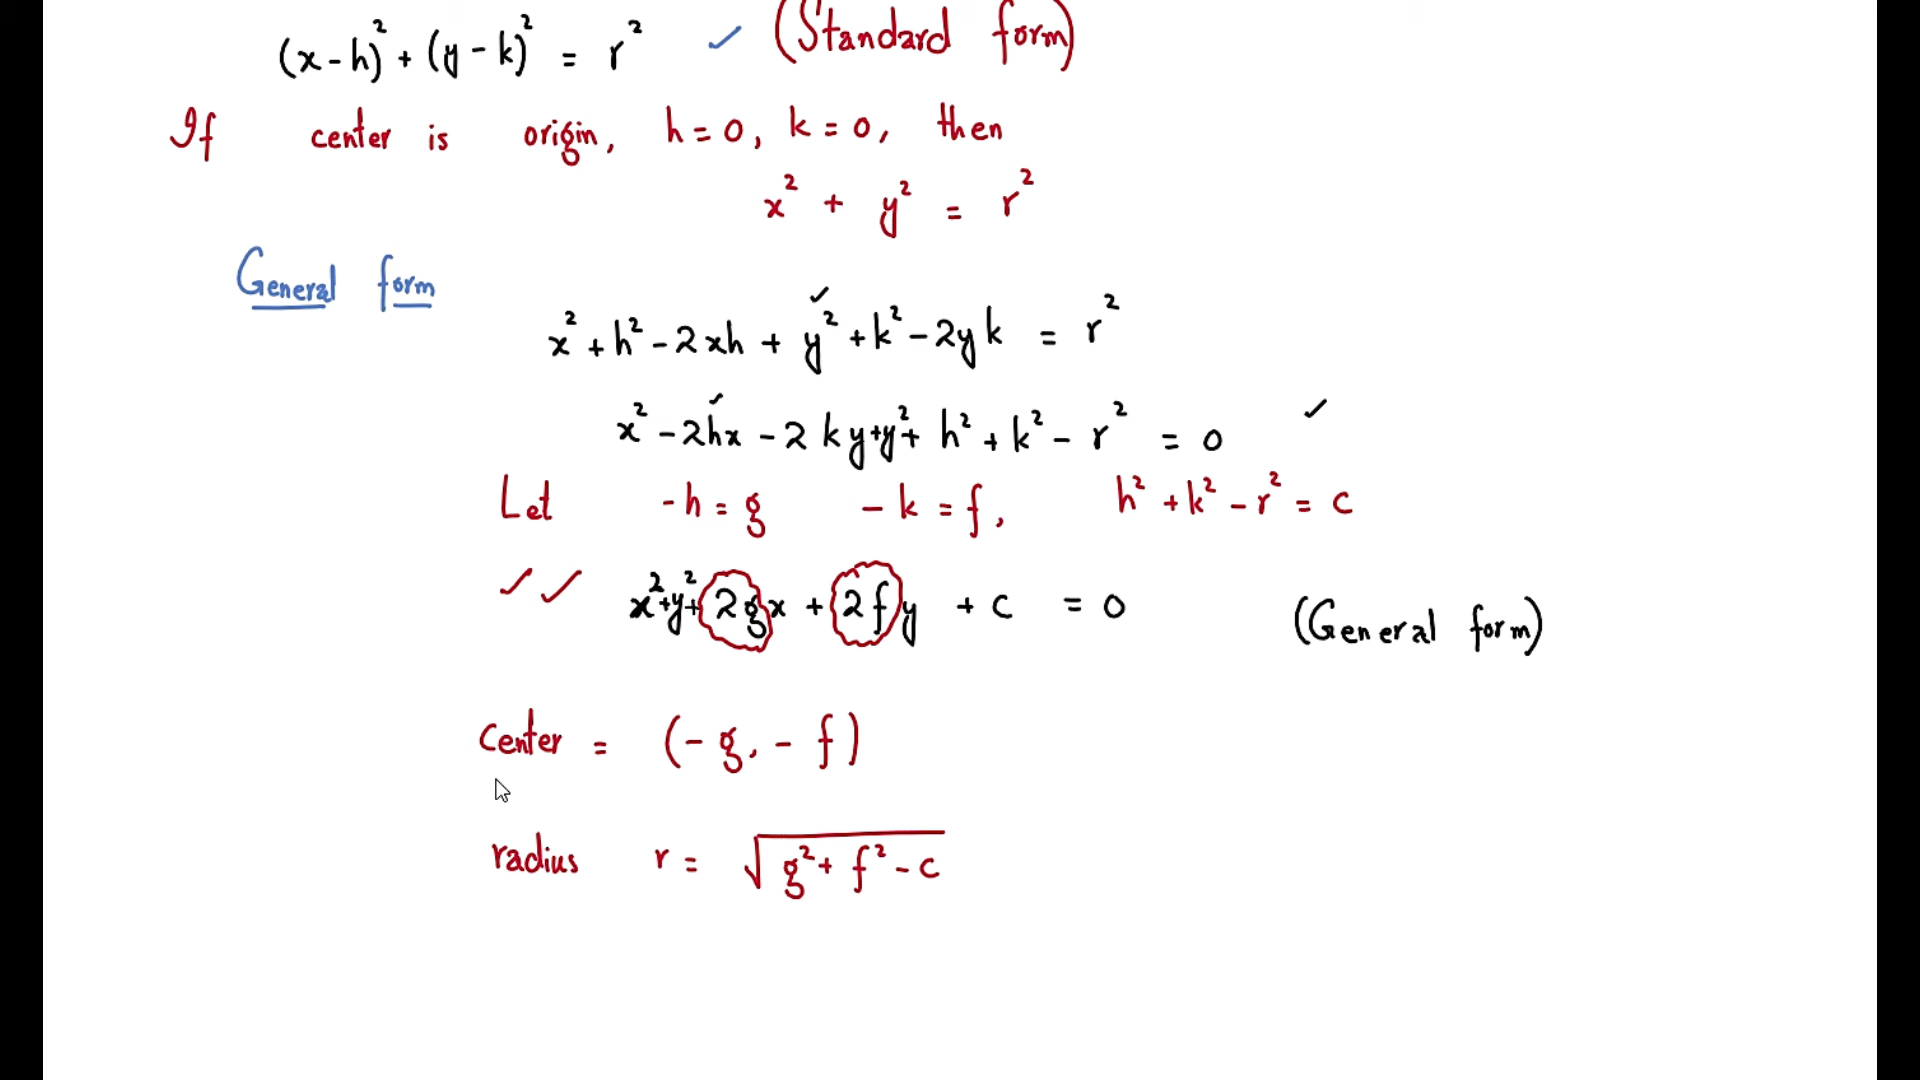 (x-h)² + (y-k)² = r² ✓ (Standard form)
If center is origin, h=0, k=0, then
x² + y² = r²
General form
x² + h² - 2xh + y² + k² - 2yk = r²
x² - 2hx - 2ky + y² + h² + k² - r² = 0 ✓
Let -h = g -k = f, h² + k² - r² = c
✓✓ x² + y² + 2gx + 2fy + c = 0 (General form)
Center = (-g, -f)
radius r = √(g² + f² - c)